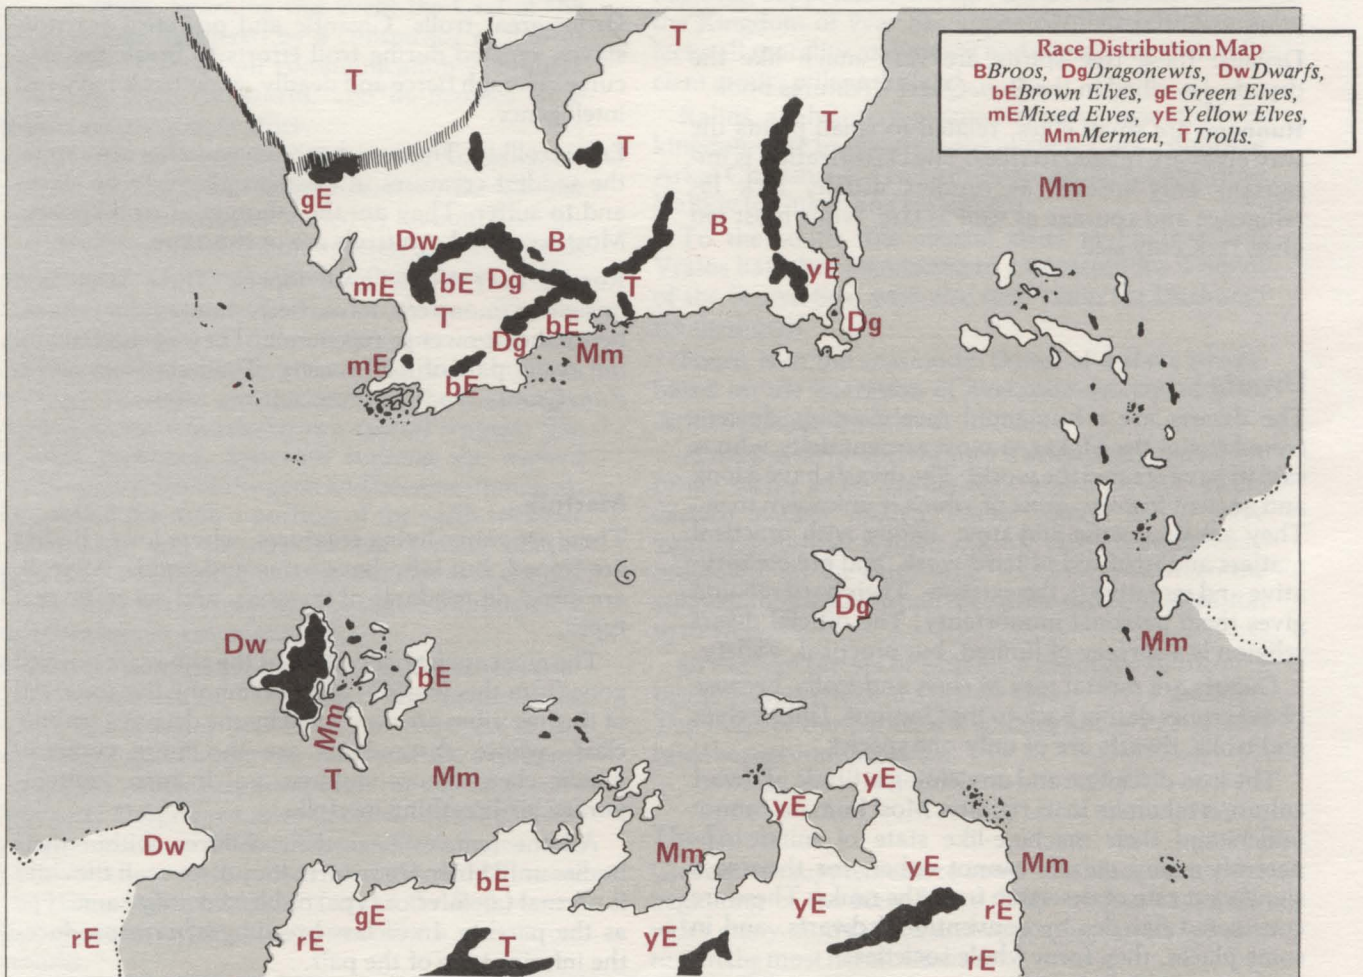 Race Distribution Map
BBroos, DgDragonewts, DwDwarfs,
bEBrown Elves, gEGreen Elves,
mEMixed Elves, yEYellow Elves,
MmMermen, TTrolls.
T
T
T
T
Mm
gE
Dw
B
B
mE
bE
Dg
yE
T
T
Dg
Dg
bE
Mm
mE
bE
Dg
Dw
bE
Mm
Mm
T
Mm
yE
yE
Dw
Mm
Mm
bE
yE
gE
yE
rE
rE
T
yE
rE
rE